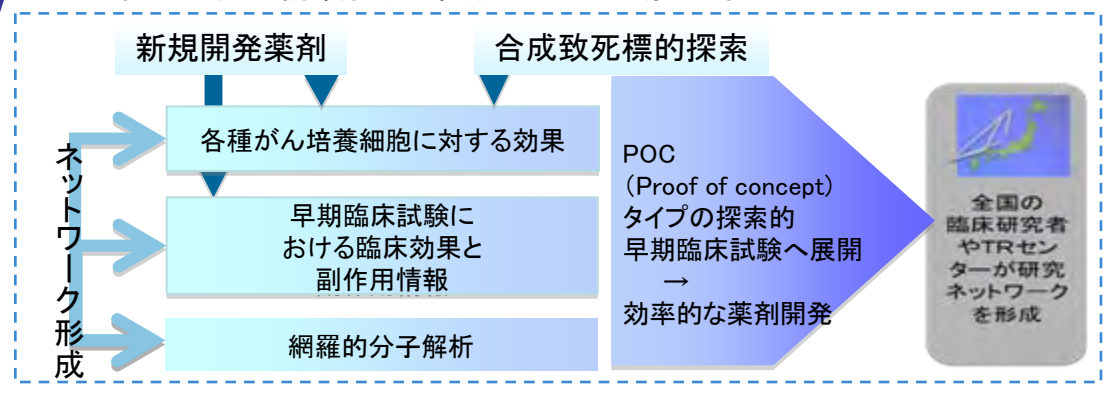 新規開発薬剤
合成致死標的探索
ネットワーク形成
各種がん培養細胞に対する効果
早期臨床試験に
おける臨床効果と
副作用情報
網羅的分子解析
POC
(Proof of concept)
タイプの探索的
早期臨床試験へ展開
→
効率的な薬剤開発
全国の
臨床研究者
やTRセン
ターが研究
ネットワーク
を形成